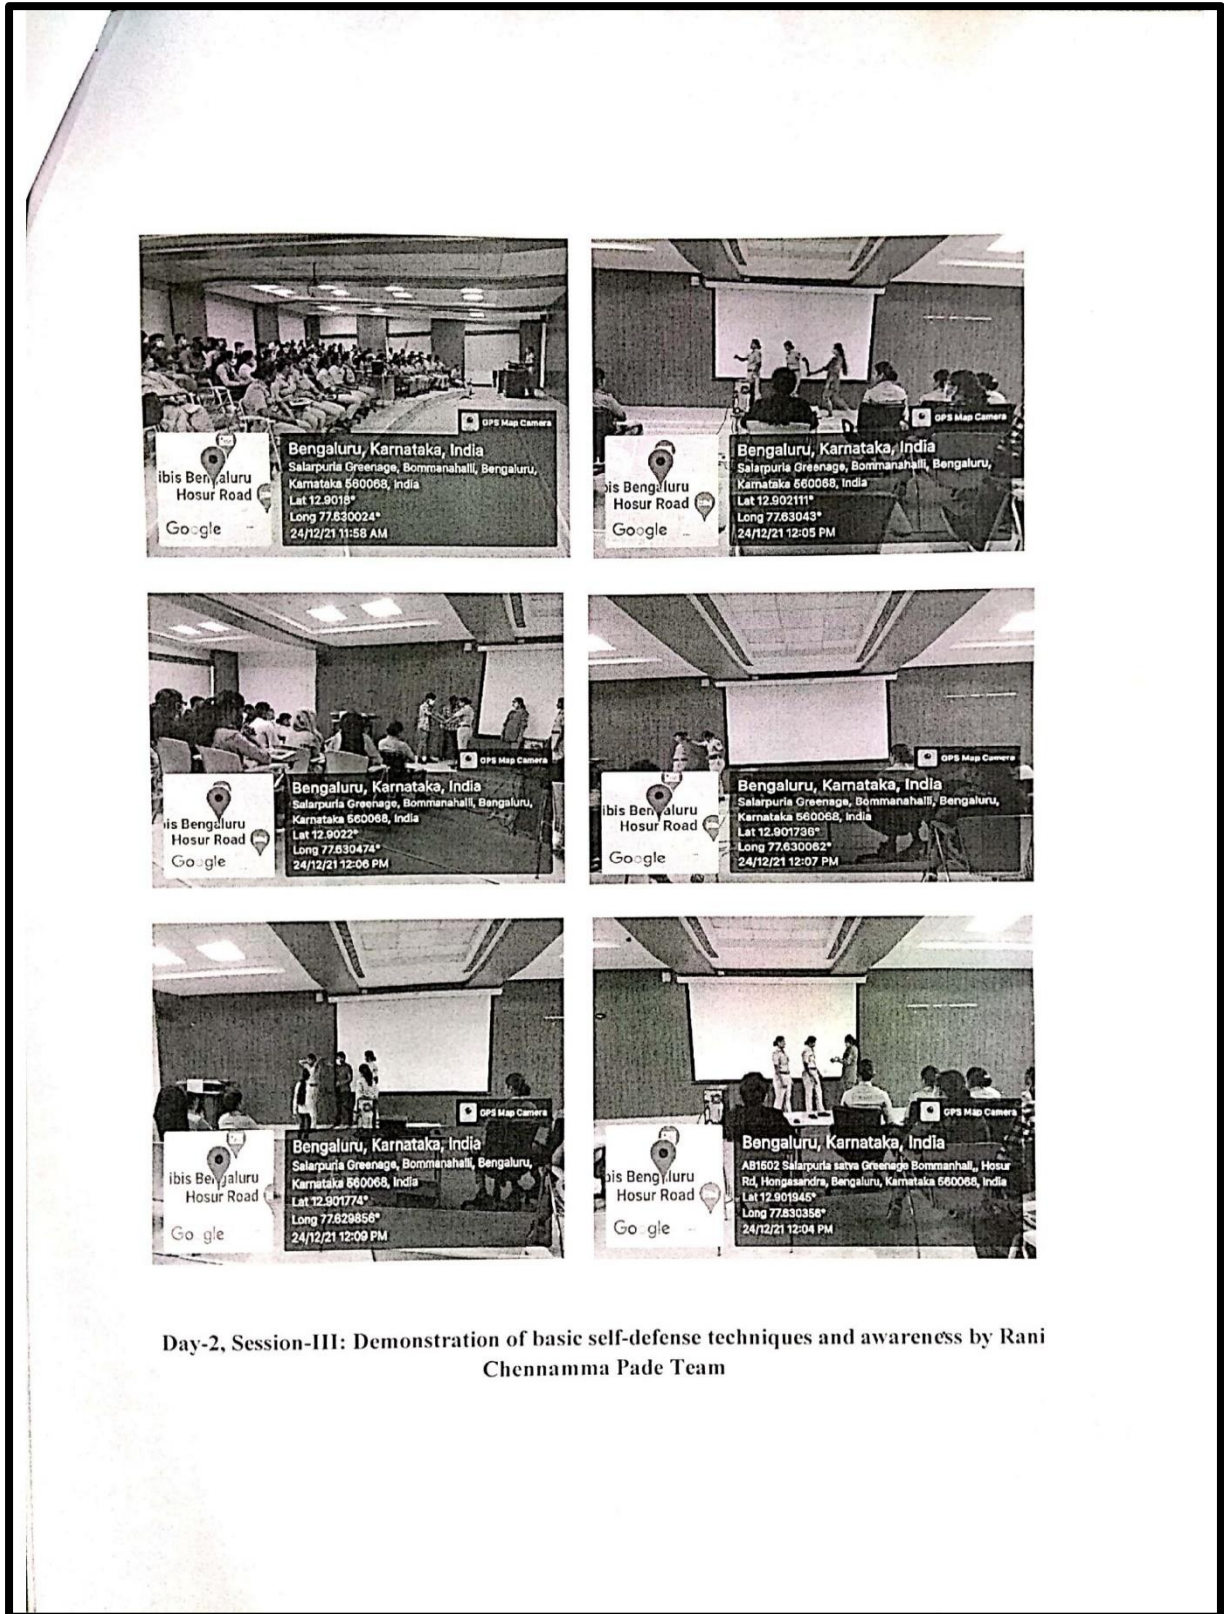 GPS Map Camera
ibis Bengaluru
Hosur Road
Google
Bengaluru, Karnataka, India
Salarpuria Greenage, Bommanahalli, Bengaluru,
Karnataka 560068, India
Lat 12.9018°
Long 77.630024°
24/12/21 11:58 AM
GPS Map Camera
bis Bengaluru
Hosur Road
Google
Bengaluru, Karnataka, India
Salarpuria Greenage, Bommanahalli, Bengaluru,
Karnataka 560068, India
Lat 12.902111°
Long 77.63043°
24/12/21 12:05 PM
GPS Map Camera
is Bengaluru
Hosur Road
Google
Bengaluru, Karnataka, India
Salarpuria Greenage, Bommanahalli, Bengaluru,
Karnataka 560068, India
Lat 12.9022°
Long 77.630474°
24/12/21 12:06 PM
GPS Map Camera
ibis Bengaluru
Hosur Road
Google
Bengaluru, Karnataka, India
Salarpuria Greenage, Bommanahalli, Bengaluru,
Karnataka 560068, India
Lat 12.901736°
Long 77.630062°
24/12/21 12:07 PM
GPS Map Camera
ibis Bengaluru
Hosur Road
Google
Bengaluru, Karnataka, India
Salarpuria Greenage, Bommanahalli, Bengaluru,
Karnataka 560068, India
Lat 12.901774°
Long 77.629856°
24/12/21 12:09 PM
GPS Map Camera
bis Bengaluru
Hosur Road
Google
Bengaluru, Karnataka, India
AB1502 Salarpuria satva Greenage Bommanhall,, Hosur
Rd, Hongasandra, Bengaluru, Karnataka 560068, India
Lat 12.901945°
Long 77.630356°
24/12/21 12:04 PM
Day-2, Session-III: Demonstration of basic self-defense techniques and awareness by Rani
Chennamma Pade Team